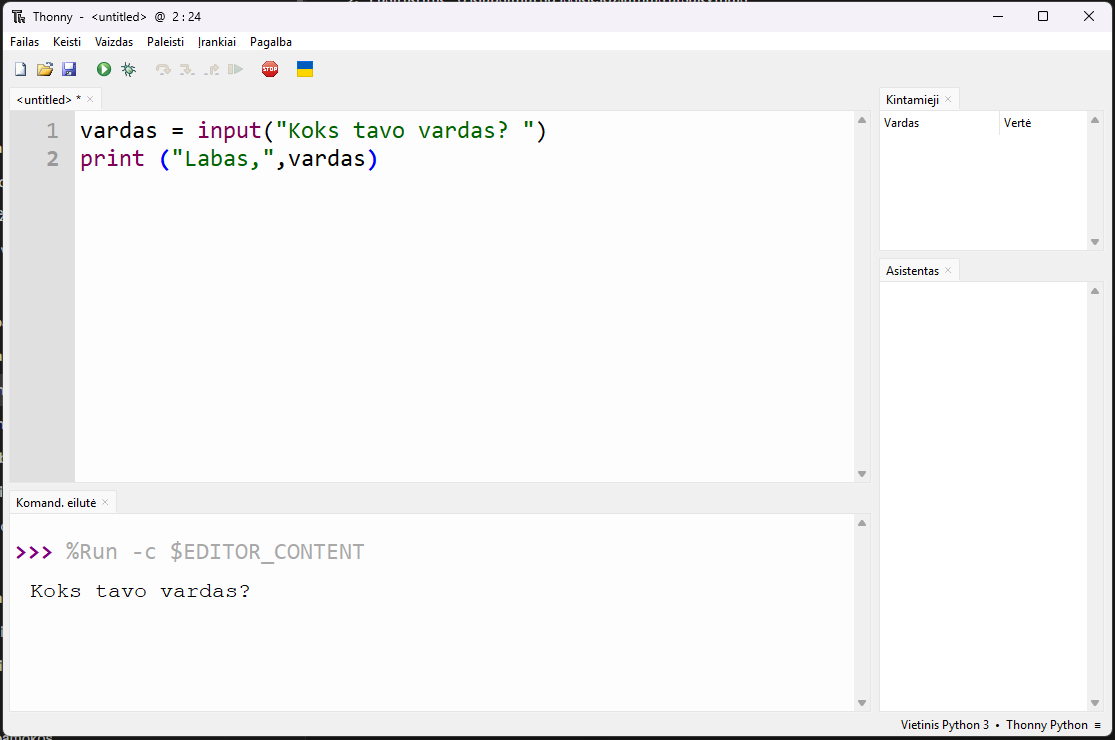 Thonny - <untitled> @ 2 : 24
Failas Keisti Vaizdas Paleisti Įrankiai Pagalba
STOP
<untitled> * ×
1 vardas = input("Koks tavo vardas? ")
2 print ("Labas,",vardas)
Kintamieji ×
Vardas Vertė
Asistentas ×
Komand. eilutė ×
>>> %Run -c $EDITOR_CONTENT
Koks tavo vardas?
Vietinis Python 3 • Thonny Python ≡